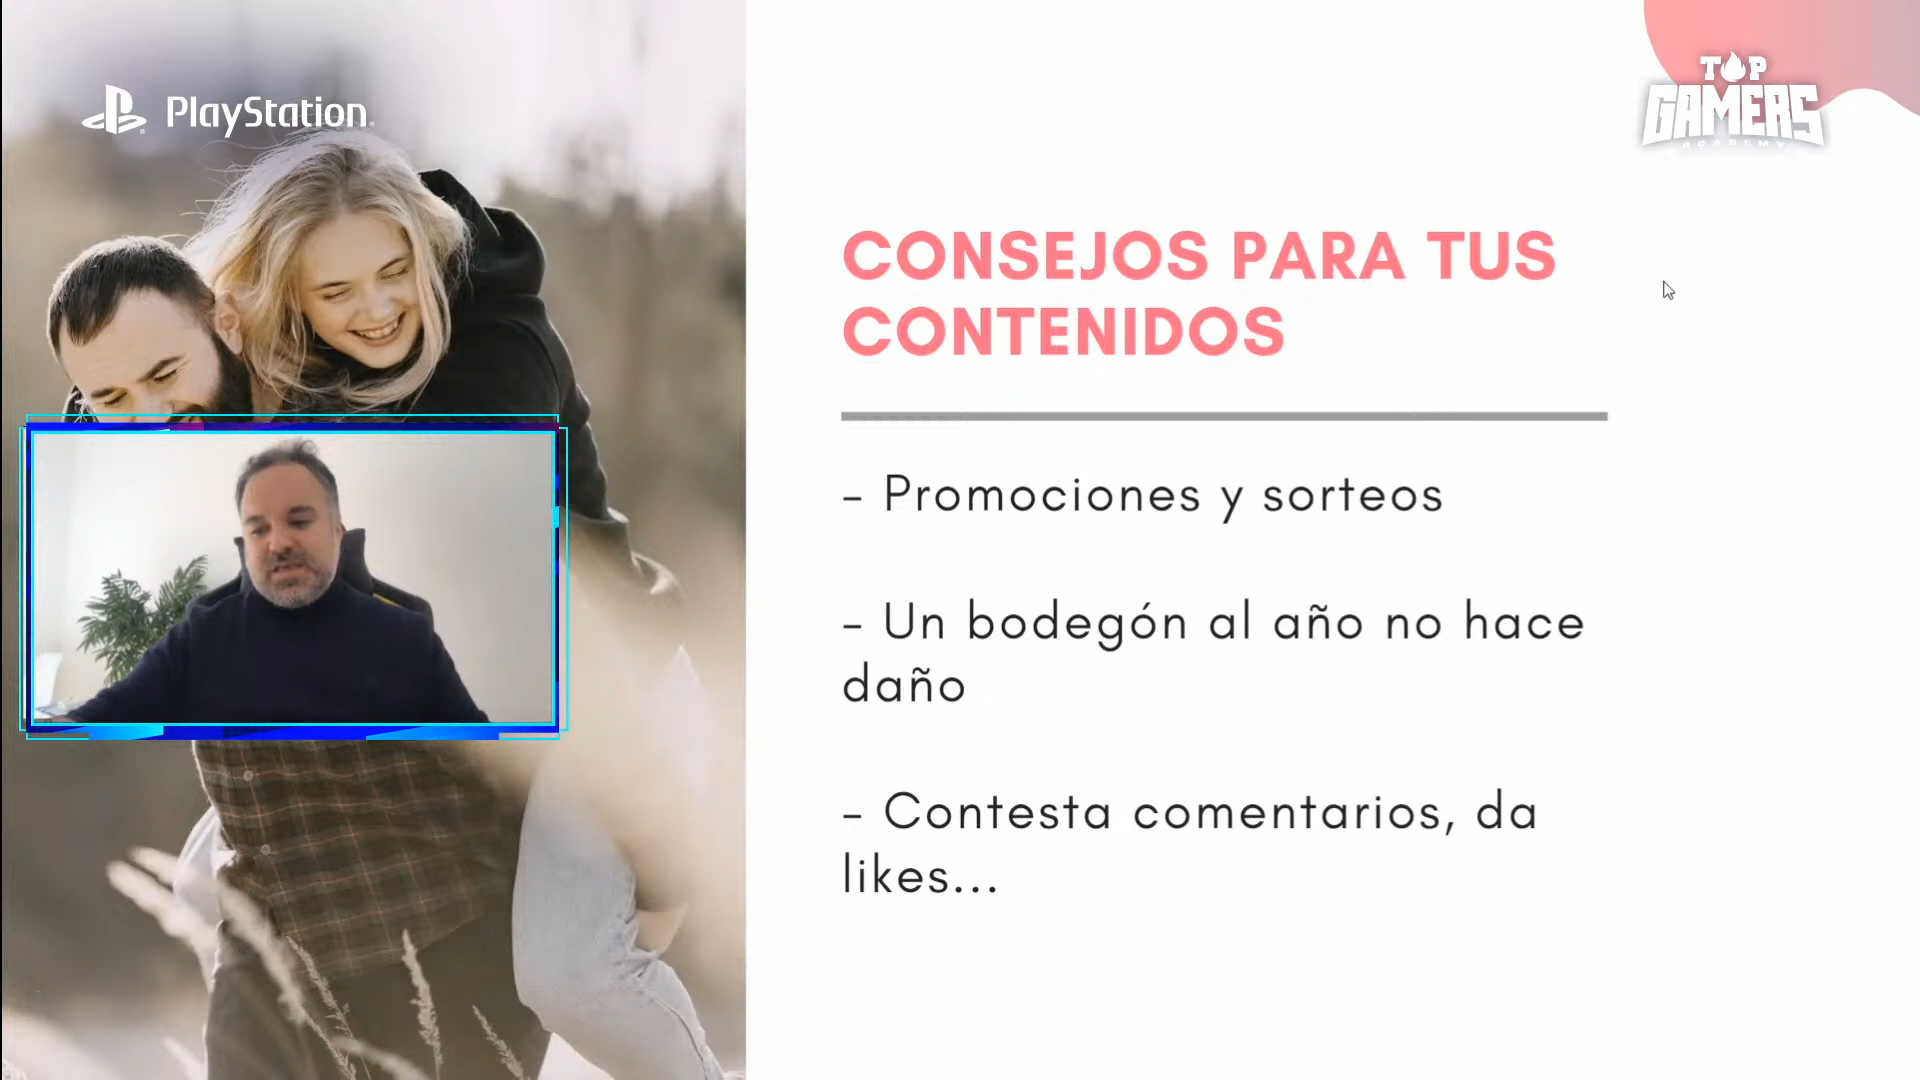 PlayStation
TOP
GAMERS
ACADEMY
CONSEJOS PARA TUS
CONTENIDOS
- Promociones y sorteos
- Un bodegón al año no hace
daño
- Contesta comentarios, da
likes...